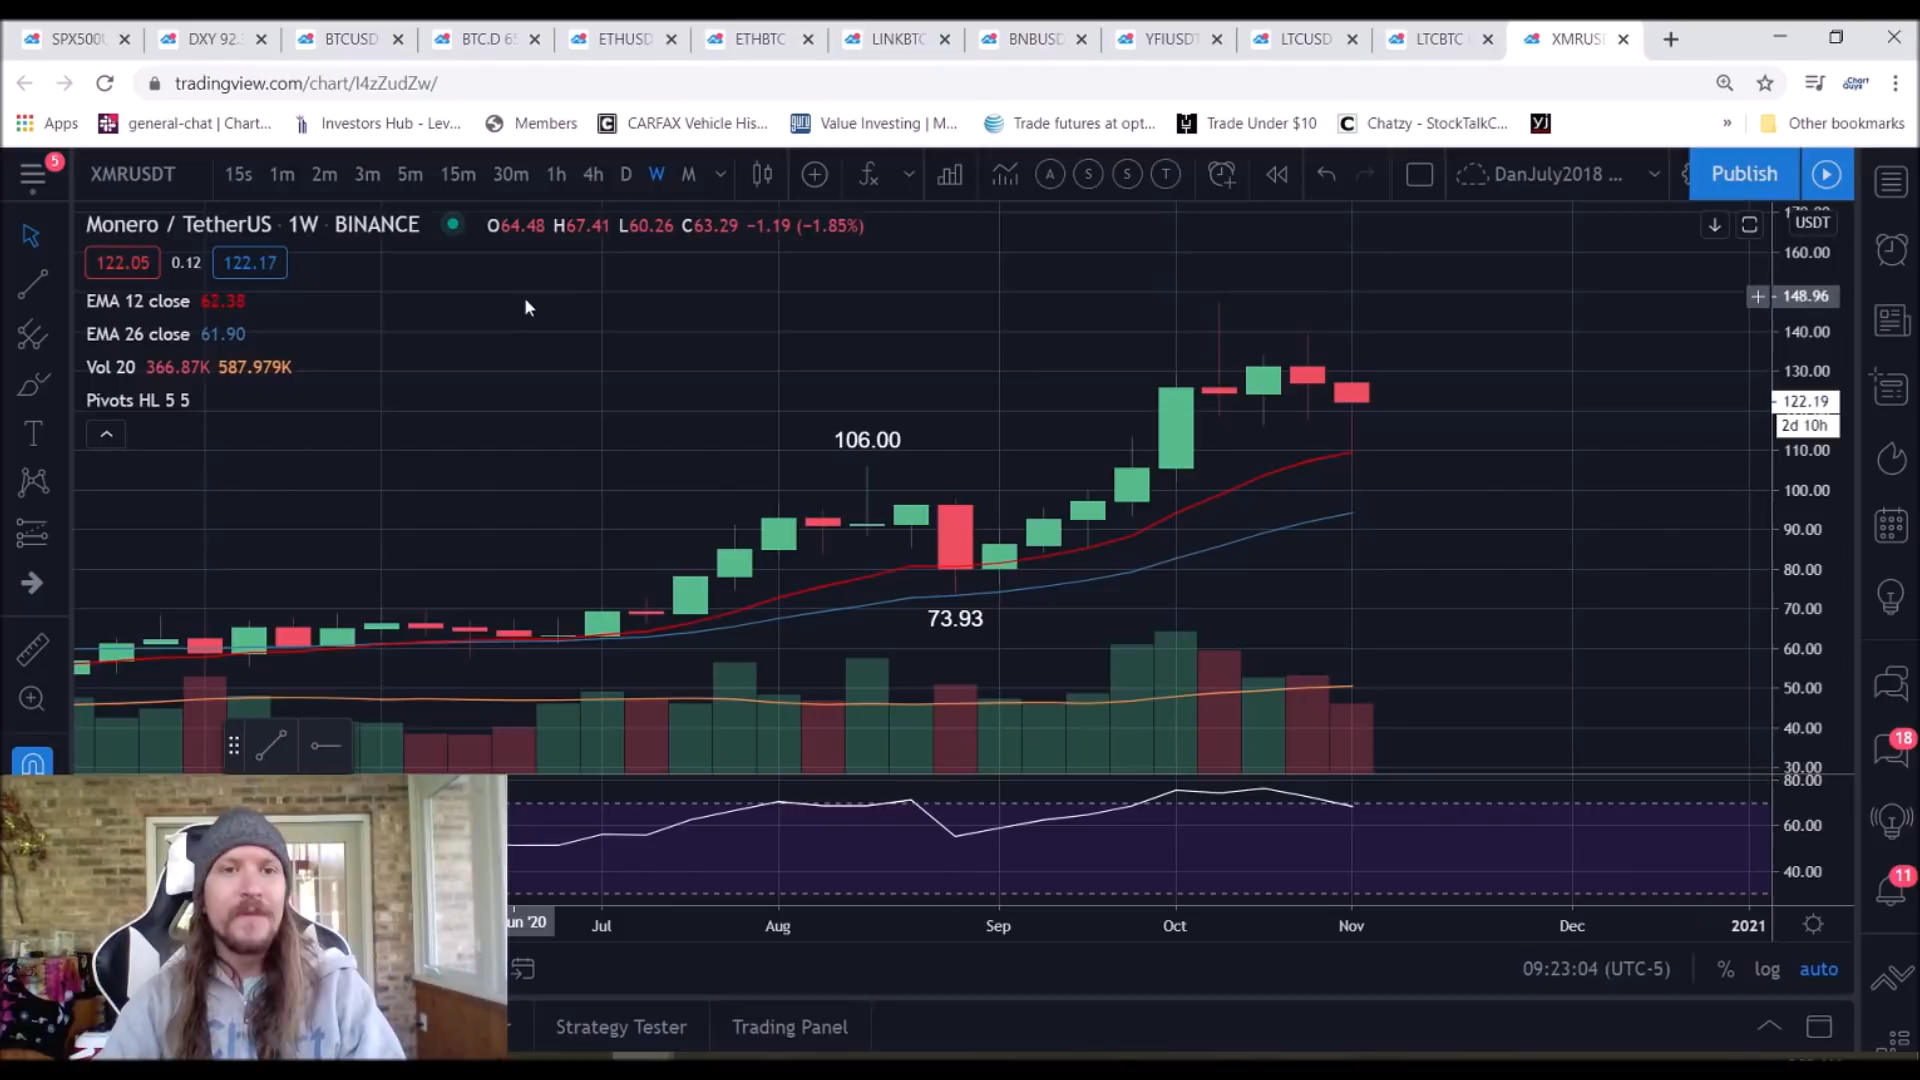 SPX500U DXY 92. BTCUSD BTC.D 6 ETHUSD ETHBTC LINKBTC BNBUSD YFIUSDT LTCUSD LTCBTC XMRUS
tradingview.com/chart/I4zZudZw/
Apps general-chat | Chart... Investors Hub - Lev... Members CARFAX Vehicle His... Value Investing | M... Trade futures at opt... Trade Under $10 Chatzy - StockTalkC... » Other bookmarks
5 XMRUSDT 15s 1m 2m 3m 5m 15m 30m 1h 4h D W M A S S T DanJuly2018 ... Publish
Monero / TetherUS · 1W · BINANCE O64.48 H67.41 L60.26 C63.29 −1.19 (−1.85%) USDT
122.05 0.12 122.17
160.00
EMA 12 close 62.38
148.96
EMA 26 close 61.90
140.00
Vol 20 366.87K 587.979K
130.00
Pivots HL 5 5
122.19
2d 10h
106.00
110.00
100.00
90.00
80.00
73.93
70.00
60.00
50.00
40.00
30.00
18
80.00
60.00
40.00
11
un '20 Jul Aug Sep Oct Nov Dec 2021
09:23:04 (UTC-5) % log auto
Strategy Tester Trading Panel